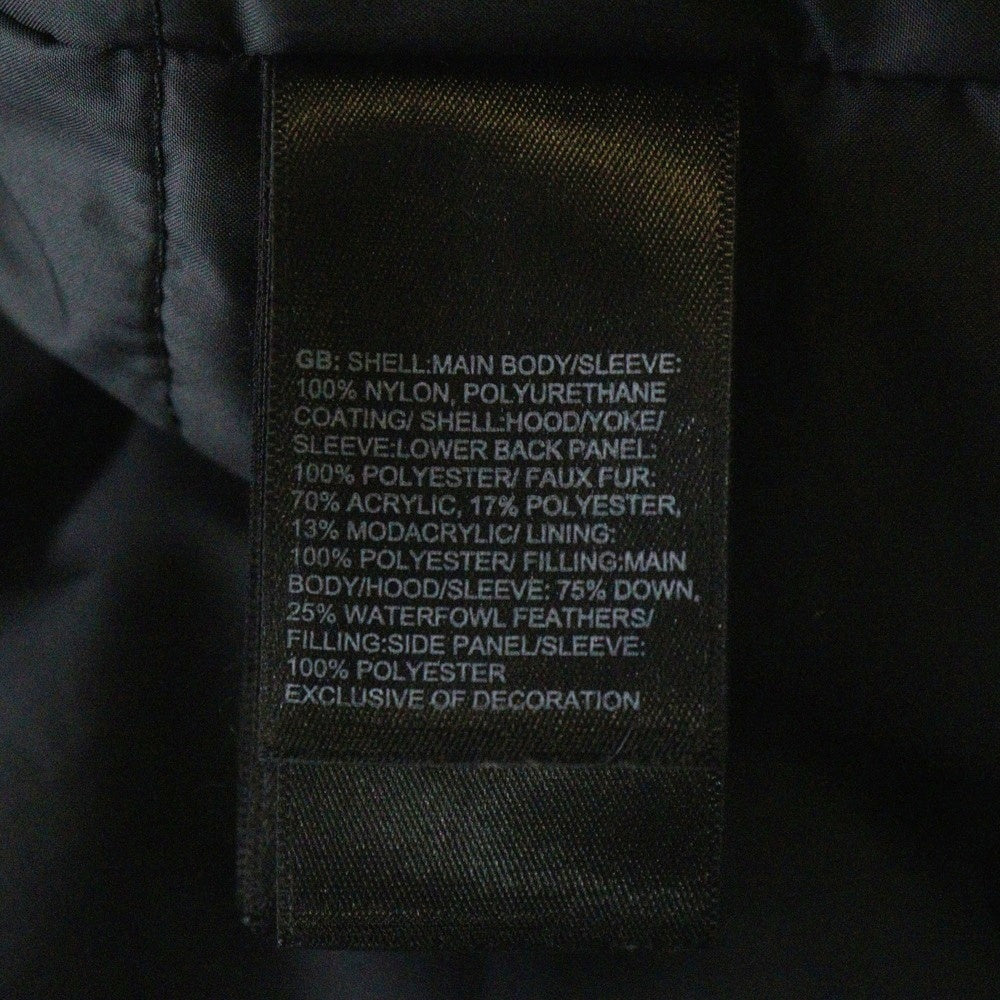 GB: SHELL:MAIN BODY/SLEEVE:
100% NYLON, POLYURETHANE
COATING/ SHELL:HOOD/YOKE/
SLEEVE:LOWER BACK PANEL:
100% POLYESTER/ FAUX FUR:
70% ACRYLIC, 17% POLYESTER,
13% MODACRYLIC/ LINING:
100% POLYESTER/ FILLING:MAIN
BODY/HOOD/SLEEVE: 75% DOWN,
25% WATERFOWL FEATHERS/
FILLING:SIDE PANEL/SLEEVE:
100% POLYESTER
EXCLUSIVE OF DECORATION